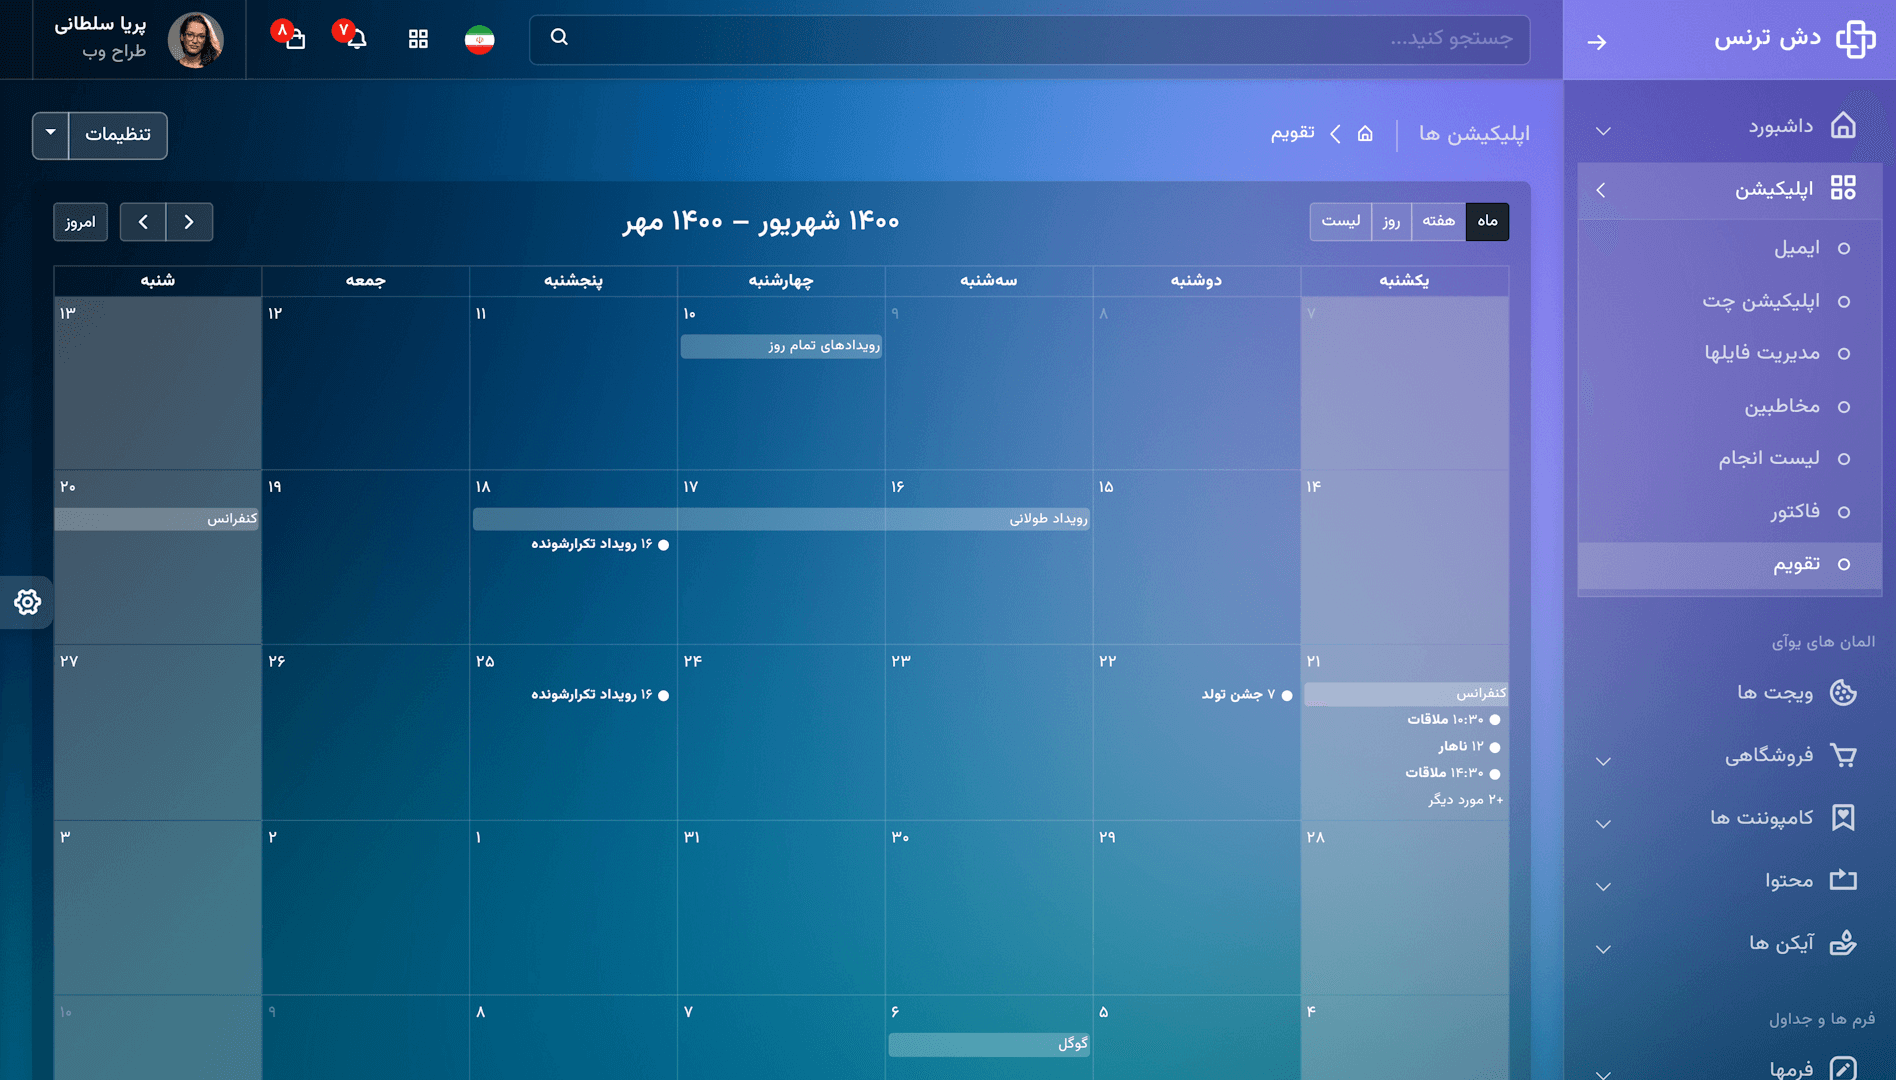 دش ترنس
جستجو کنید...
۷
۸
پریا سلطانی
طراح وب
داشبورد
اپلیکیشن
ایمیل
اپلیکیشن چت
مدیریت فایلها
مخاطبین
لیست انجام
فاکتور
تقویم
المان های یوآی
ویجت ها
فروشگاهی
کامپوننت ها
محتوا
آیکن ها
فرم ها و جداول
فرمها
اپلیکیشن ها
تقویم
تنظیمات
ماه هفته روز لیست
۱۴۰۰ شهریور – ۱۴۰۰ مهر
امروز
یکشنبه دوشنبه سه‌شنبه چهارشنبه پنجشنبه جمعه شنبه
۷ ۸ ۹ ۱۰ ۱۱ ۱۲ ۱۳
رویدادهای تمام روز
۱۴ ۱۵ ۱۶ ۱۷ ۱۸ ۱۹ ۲۰
رویداد طولانی
کنفرانس
۱۶ رویداد تکرارشونده
۲۱ ۲۲ ۲۳ ۲۴ ۲۵ ۲۶ ۲۷
کنفرانس
۱۰:۳۰ ملاقات
۱۲ ناهار
۱۴:۳۰ ملاقات
+۲ مورد دیگر
۷ جشن تولد
۱۶ رویداد تکرارشونده
۲۸ ۲۹ ۳۰ ۳۱ ۱ ۲ ۳
۴ ۵ ۶ ۷ ۸ ۹ ۱۰
گوگل